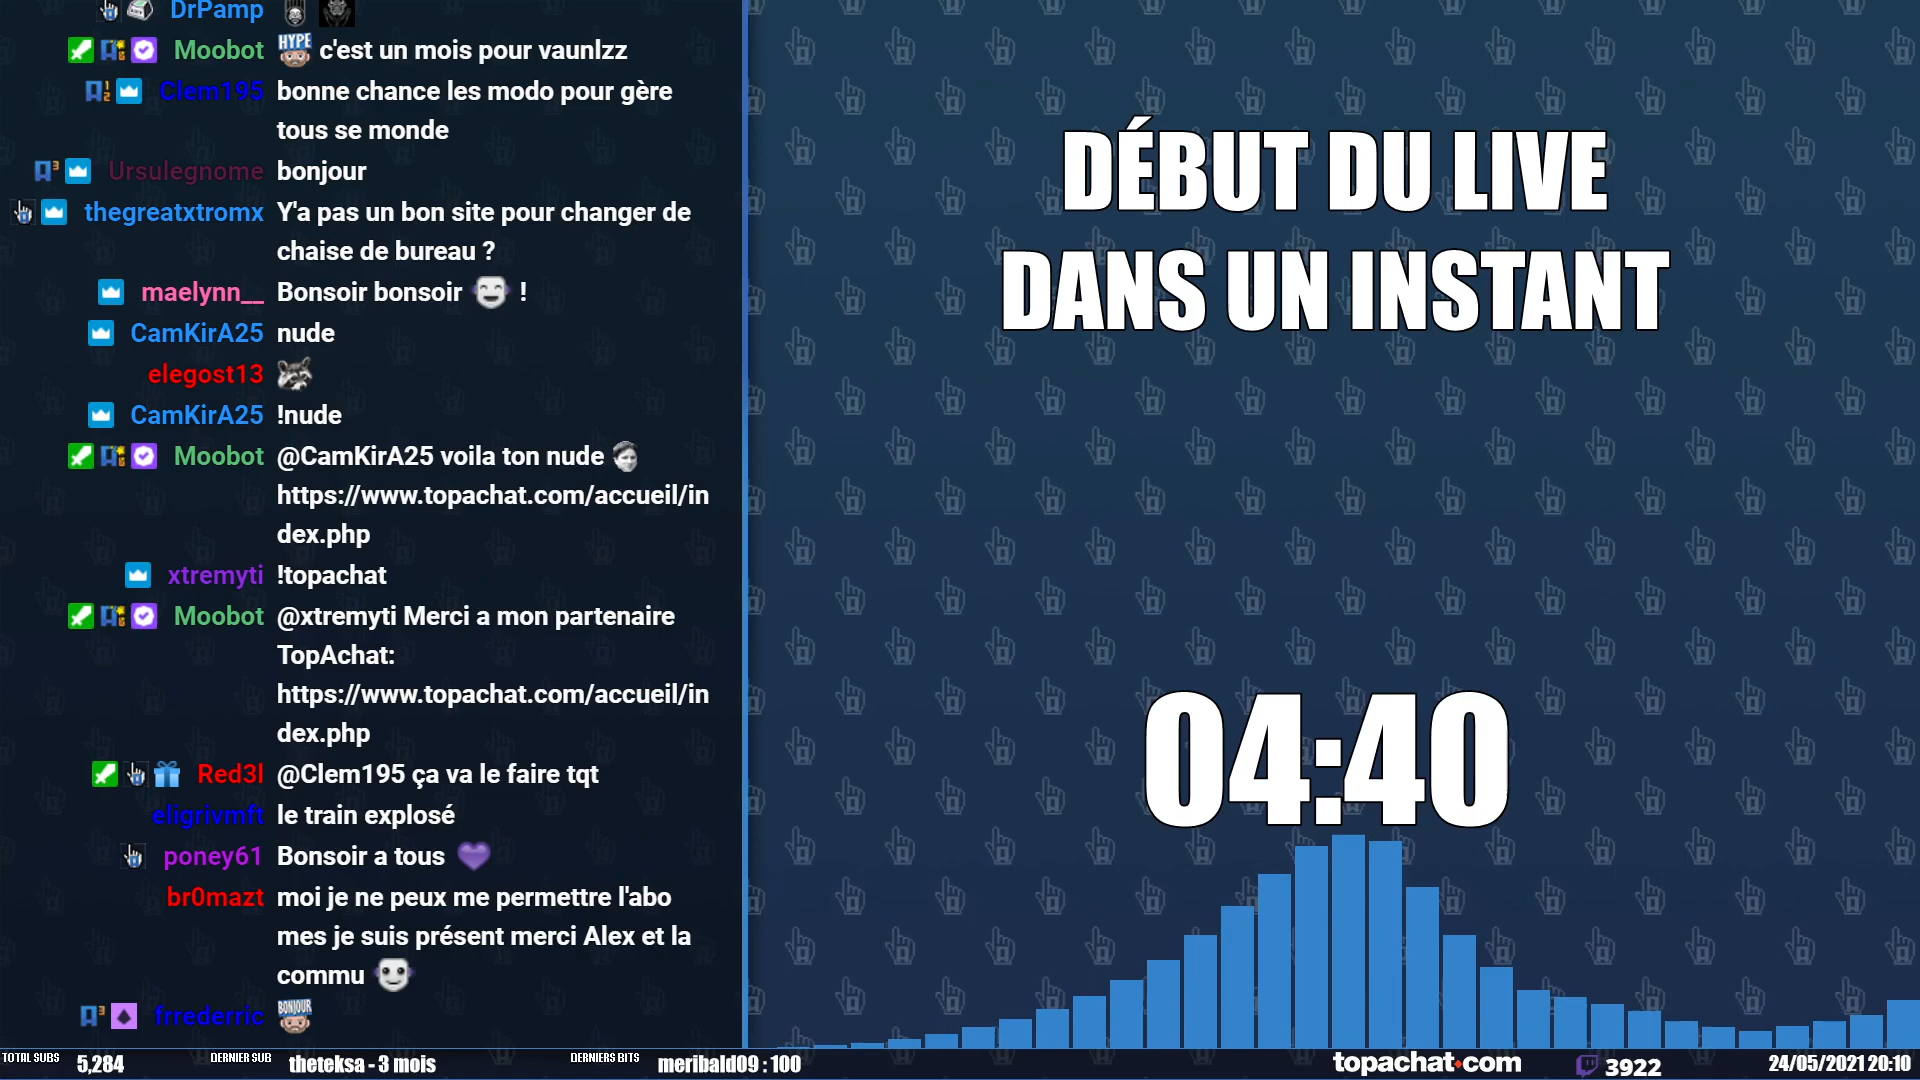 DrPamp
Moobot HYPE c'est un mois pour vaunlzz
Clem195 bonne chance les modo pour gère
tous se monde
Ursulegnome bonjour
thegreatxtromx Y'a pas un bon site pour changer de
chaise de bureau ?
maelynn__ Bonsoir bonsoir !
CamKirA25 nude
elegost13
CamKirA25 !nude
Moobot @CamKirA25 voila ton nude
https://www.topachat.com/accueil/in
dex.php
xtremyti !topachat
Moobot @xtremyti Merci a mon partenaire
TopAchat:
https://www.topachat.com/accueil/in
dex.php
Red3l @Clem195 ça va le faire tqt
eligrivmft le train explosé
poney61 Bonsoir a tous
br0mazt moi je ne peux me permettre l'abo
mes je suis présent merci Alex et la
commu
frrederric BONJOUR
DÉBUT DU LIVE
DANS UN INSTANT
04:40
TOTAL SUBS 5,284 DERNIER SUB theteksa - 3 mois DERNIERS BITS meribald09 : 100 topachat.com 3922 24/05/2021 20:10